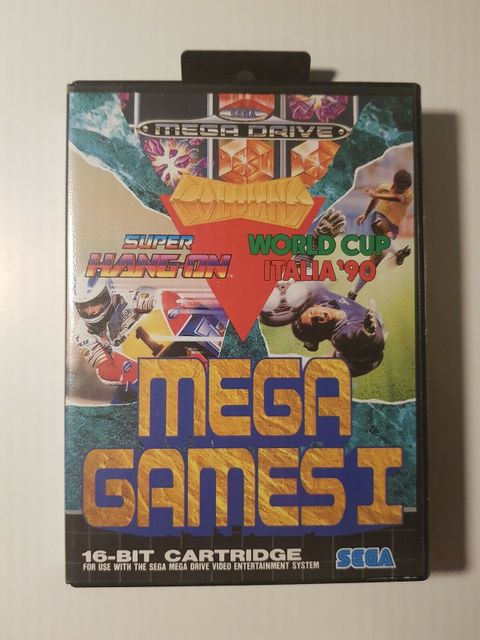 SEGA
MEGA DRIVE
COLUMNS
SUPER
HANG-ON™
WORLD CUP
ITALIA '90
MEGA
GAMES I
16-BIT CARTRIDGE
FOR USE WITH THE SEGA MEGA DRIVE VIDEO ENTERTAINMENT SYSTEM
SEGA